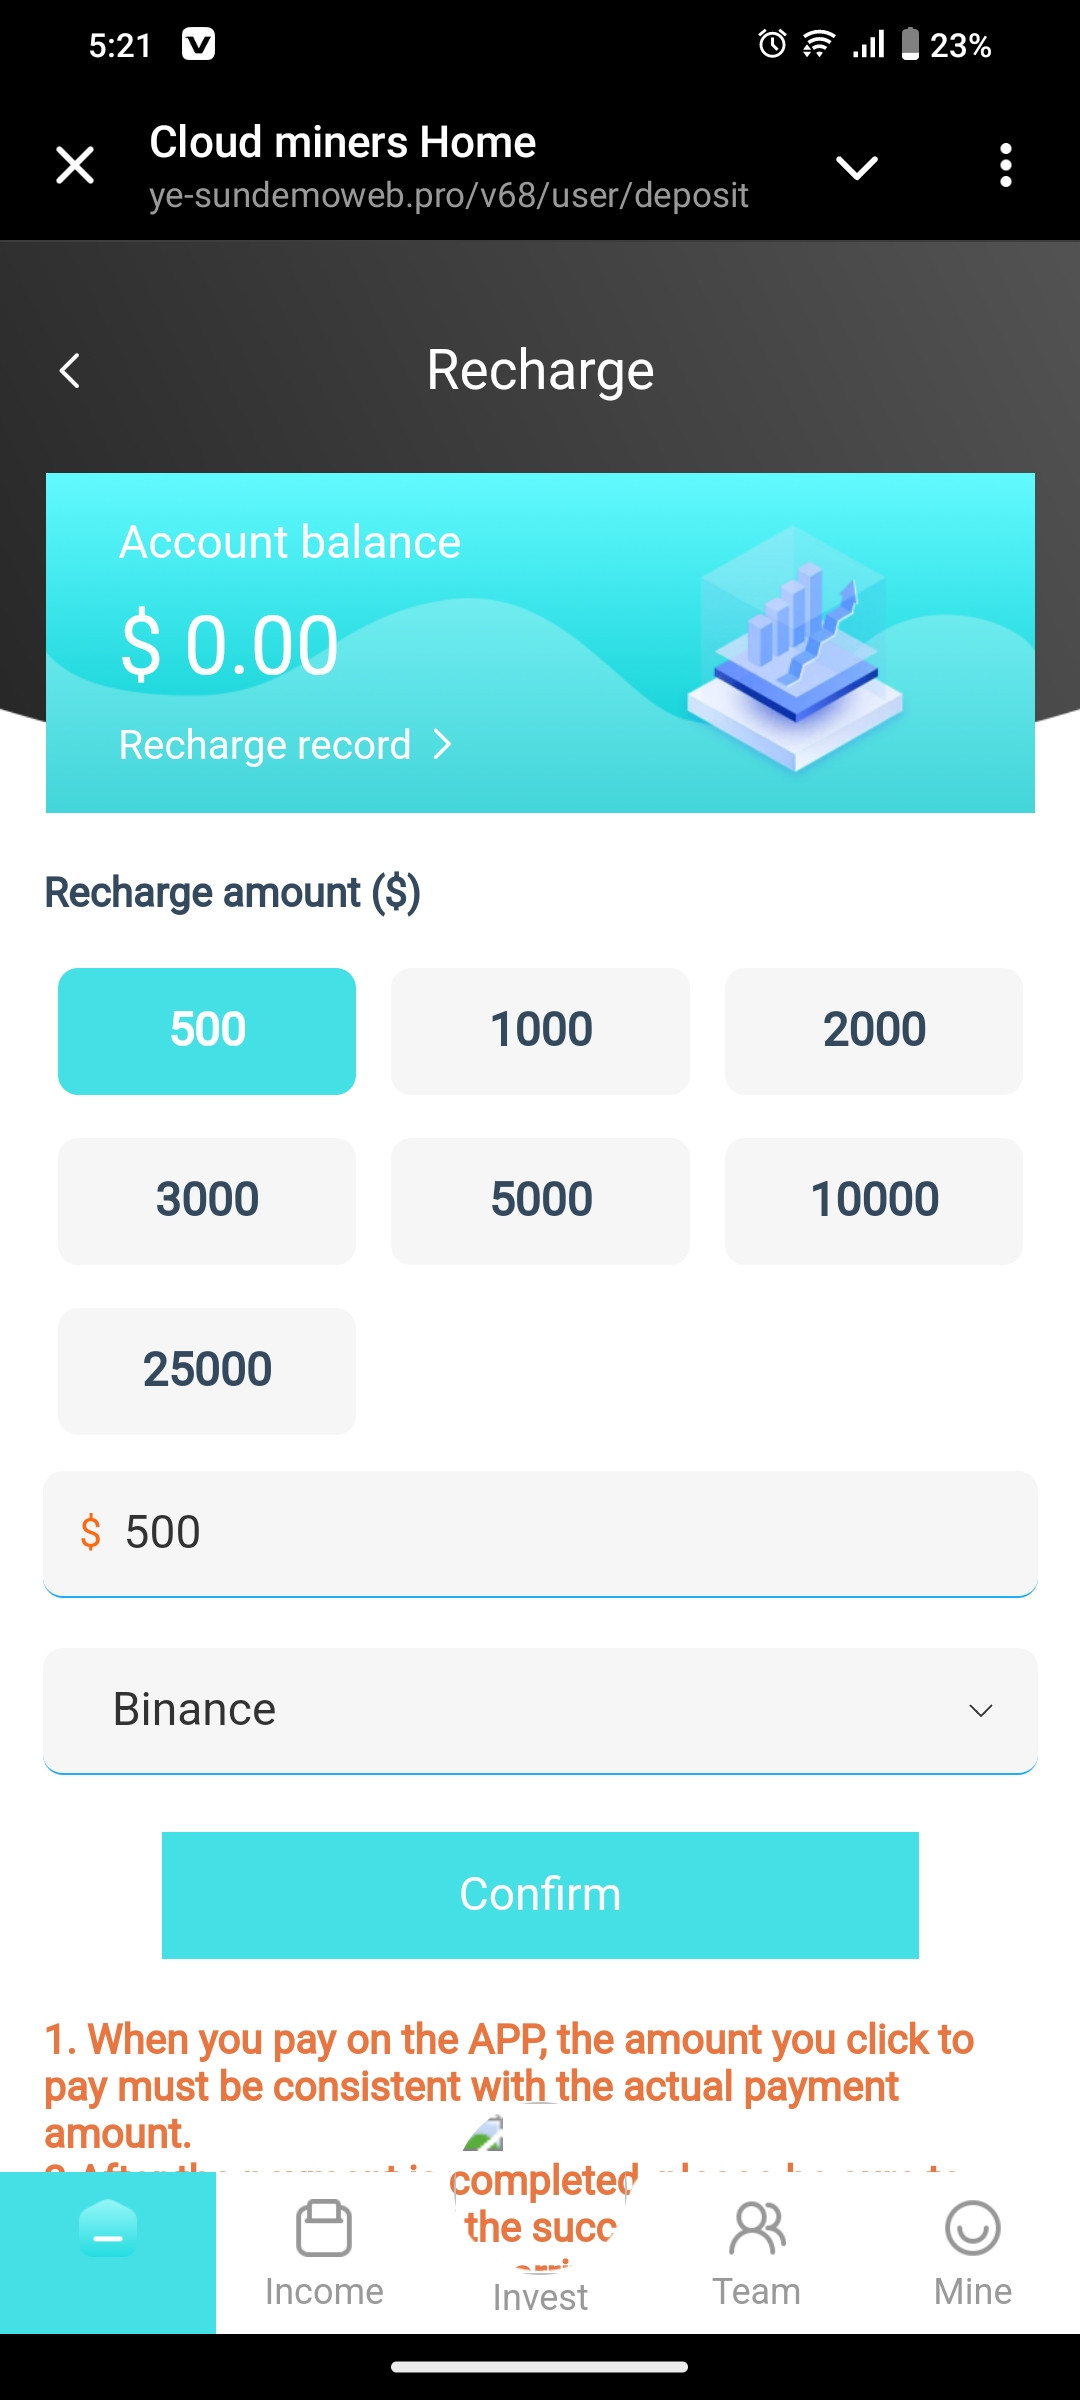 5:21
23%
Cloud miners Home
ye-sundemoweb.pro/v68/user/deposit
Recharge
Account balance
$ 0.00
Recharge record
Recharge amount ($)
500
1000
2000
3000
5000
10000
25000
$ 500
Binance
Confirm
1. When you pay on the APP, the amount you click to
pay must be consistent with the actual payment
amount.
completed
the succ
Income
Invest
Team
Mine